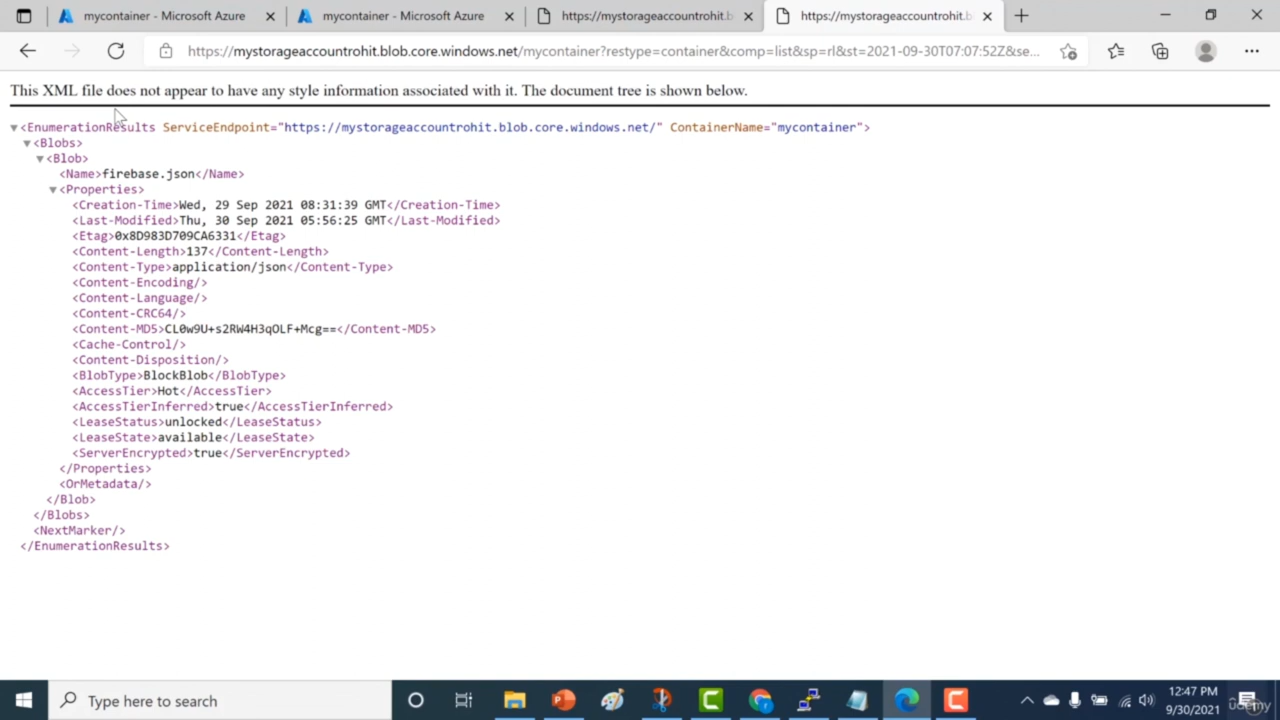 mycontainer - Microsoft Azure
mycontainer - Microsoft Azure
https://mystorageaccountrohit.b
https://mystorageaccountrohit.b
https://mystorageaccountrohit.blob.core.windows.net/mycontainer?restype=container&comp=list&sp=rl&st=2021-09-30T07:07:52Z&se...
This XML file does not appear to have any style information associated with it. The document tree is shown below.
<EnumerationResults ServiceEndpoint="https://mystorageaccountrohit.blob.core.windows.net/" ContainerName="mycontainer">
<Blobs>
<Blob>
<Name>firebase.json</Name>
<Properties>
<Creation-Time>Wed, 29 Sep 2021 08:31:39 GMT</Creation-Time>
<Last-Modified>Thu, 30 Sep 2021 05:56:25 GMT</Last-Modified>
<Etag>0x8D983D709CA6331</Etag>
<Content-Length>137</Content-Length>
<Content-Type>application/json</Content-Type>
<Content-Encoding/>
<Content-Language/>
<Content-CRC64/>
<Content-MD5>CL0w9U+s2RW4H3qOLF+Mcg==</Content-MD5>
<Cache-Control/>
<Content-Disposition/>
<BlobType>BlockBlob</BlobType>
<AccessTier>Hot</AccessTier>
<AccessTierInferred>true</AccessTierInferred>
<LeaseStatus>unlocked</LeaseStatus>
<LeaseState>available</LeaseState>
<ServerEncrypted>true</ServerEncrypted>
</Properties>
<OrMetadata/>
</Blob>
</Blobs>
<NextMarker/>
</EnumerationResults>
Type here to search
12:47 PM
9/30/2021
udemy